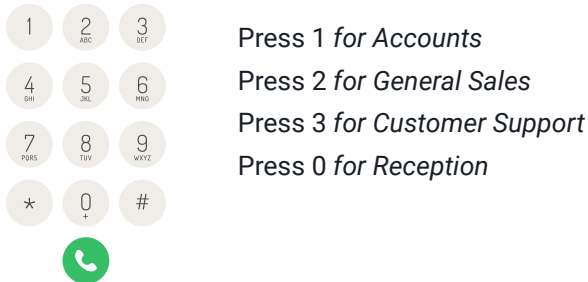 1 2 3
ABC DEF
4 5 6
GHI JKL MNO
7 8 9
PQRS TUV WXYZ
* 0 #
+
Press 1 for Accounts
Press 2 for General Sales
Press 3 for Customer Support
Press 0 for Reception